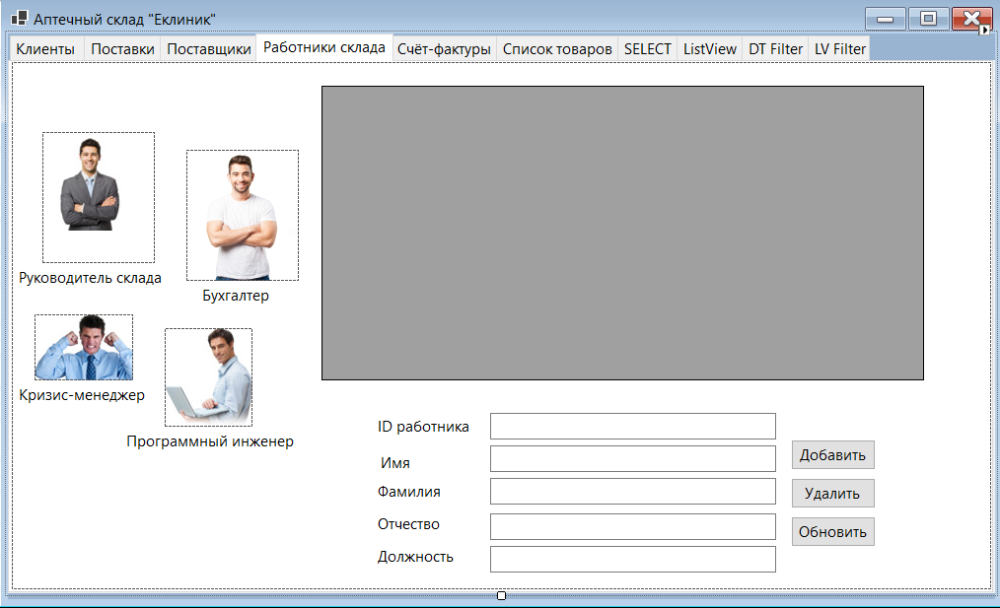 Аптечный склад "Еклиник"
Клиенты Поставки Поставщики Работники склада Счёт-фактуры Список товаров SELECT ListView DT Filter LV Filter
Руководитель склада
Бухгалтер
Кризис-менеджер
Программный инженер
ID работника
Имя
Фамилия
Отчество
Должность
Добавить
Удалить
Обновить